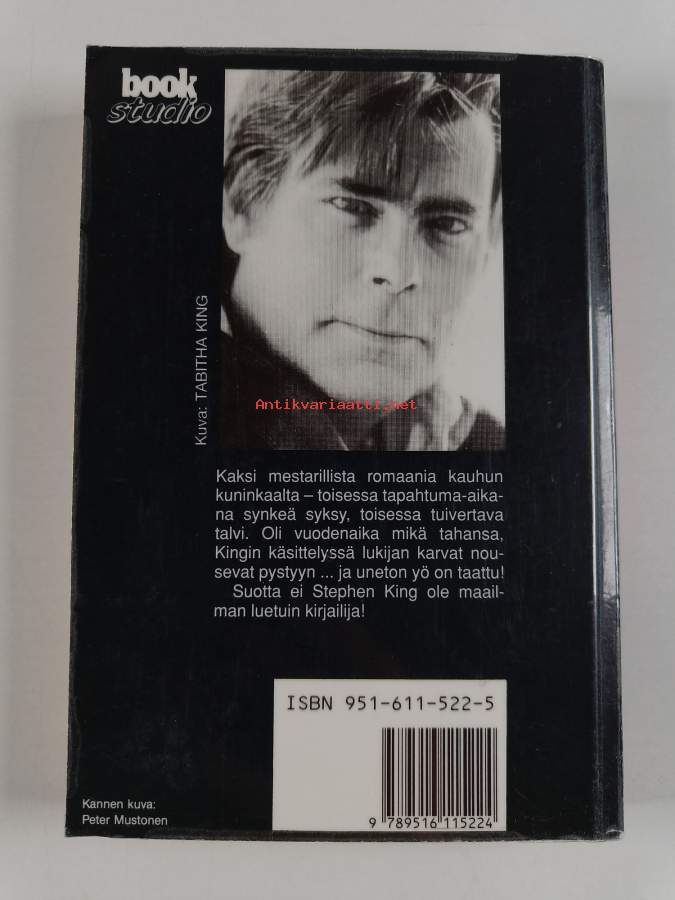 book
studio
Kuva: TABITHA KING
Antikvariaatti.net
Kaksi mestarillista romaania kauhun
kuninkaalta – toisessa tapahtuma-aika-
na synkeä syksy, toisessa tuivertava
talvi. Oli vuodenaika mikä tahansa,
Kingin käsittelyssä lukijan karvat nou-
sevat pystyyn ... ja uneton yö on taattu!
Suotta ei Stephen King ole maail-
man luetuin kirjailija!
ISBN 951-611-522-5
9 789516 115224
Kannen kuva:
Peter Mustonen